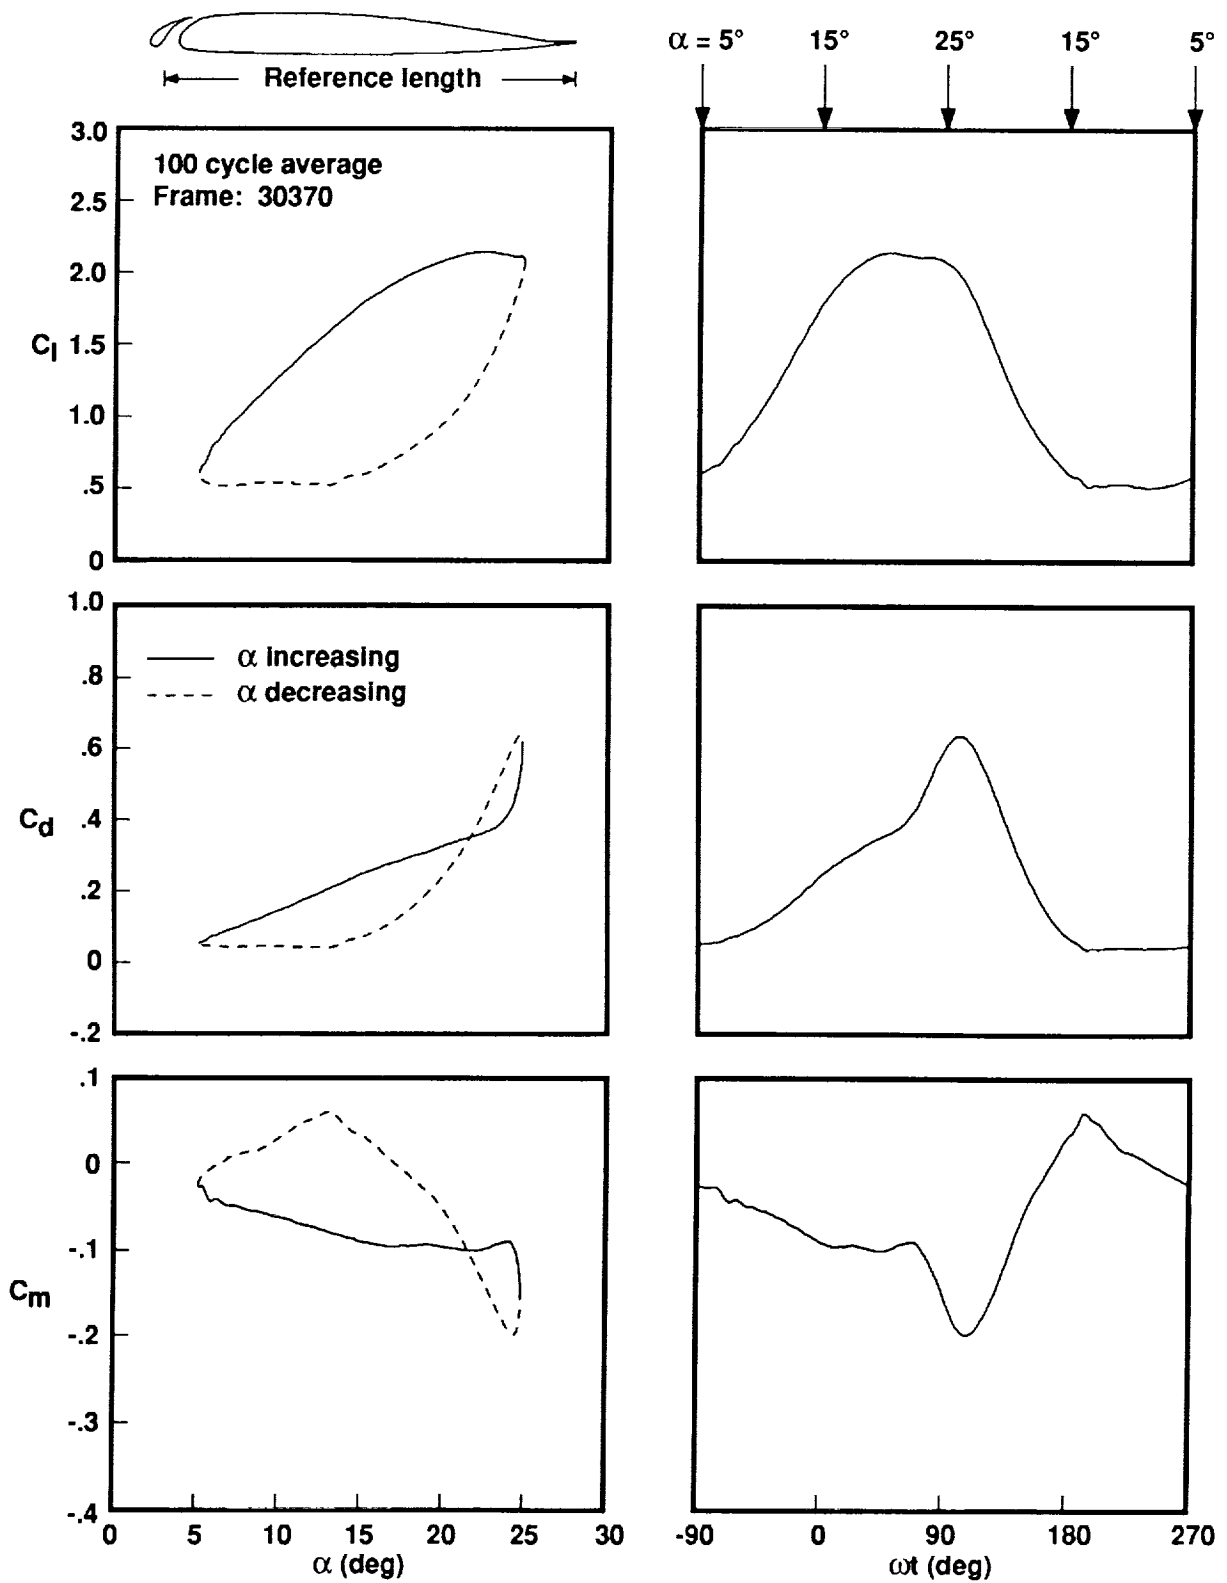 Reference length
α = 5° 15° 25° 15° 5°
3.0
100 cycle average
Frame: 30370
2.5
2.0
Cl 1.5
1.0
.5
0
1.0
α increasing
α decreasing
.8
.6
Cd .4
.2
0
-.2
.1
0
-.1
Cm
-.2
-.3
-.4
0 5 10 15 20 25 30
α (deg)
-90 0 90 180 270
ωt (deg)